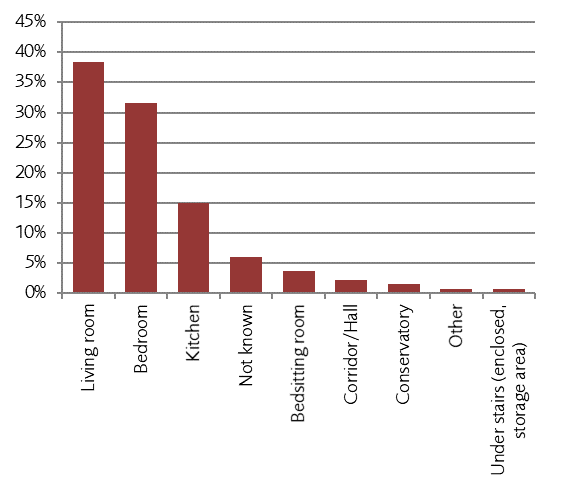 45%
40%
35%
30%
25%
20%
15%
10%
5%
0%
Living room
Bedroom
Kitchen
Not known
Bedsitting room
Corridor/Hall
Conservatory
Other
Under stairs (enclosed,
storage area)